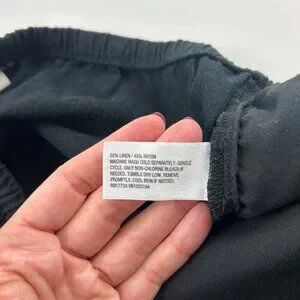 55% LINEN / 45% RAYON
MACHINE WASH COLD SEPARATELY, GENTLE
CYCLE. ONLY NON-CHLORINE BLEACH IF
NEEDED. TUMBLE DRY LOW. REMOVE
PROMPTLY. COOL IRON IF NEEDED.